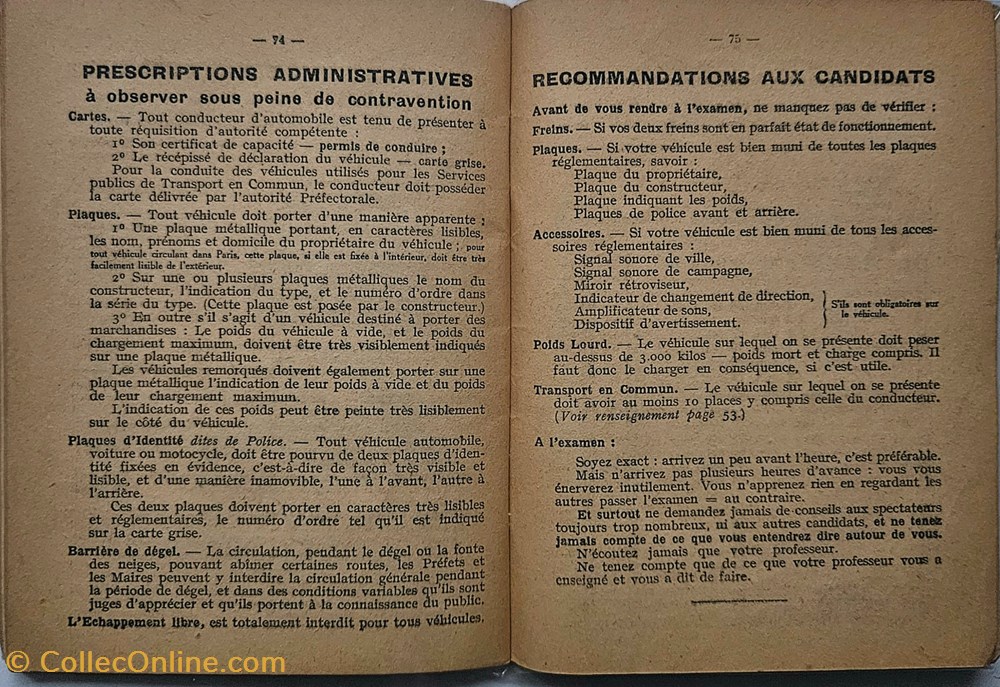 — 74 —
PRESCRIPTIONS ADMINISTRATIVES
à observer sous peine de contravention
Cartes. — Tout conducteur d'automobile est tenu de présenter à
toute réquisition d'autorité compétente :
1º Son certificat de capacité — permis de conduire ;
2º Le récépissé de déclaration du véhicule — carte grise.
Pour la conduite des véhicules utilisés pour les Services
publics de Transport en Commun, le conducteur doit posséder
la carte délivrée par l'autorité Préfectorale.
Plaques. — Tout véhicule doit porter d'une manière apparente :
1º Une plaque métallique portant, en caractères lisibles,
les nom, prénoms et domicile du propriétaire du véhicule ; pour
tout véhicule circulant dans Paris, cette plaque, si elle est fixée à l'intérieur, doit être très
facilement lisible de l'extérieur.
2º Sur une ou plusieurs plaques métalliques le nom du
constructeur, l'indication du type, et le numéro d'ordre dans
la série du type. (Cette plaque est posée par le constructeur.)
3º En outre s'il s'agit d'un véhicule destiné à porter des
marchandises : Le poids du véhicule à vide, et le poids du
chargement maximum, doivent être très visiblement indiqués
sur une plaque métallique.
Les véhicules remorqués doivent également porter sur une
plaque métallique l'indication de leur poids à vide et du poids
de leur chargement maximum.
L'indication de ces poids peut être peinte très lisiblement
sur le côté du véhicule.
Plaques d'Identité dites de Police. — Tout véhicule automobile,
voiture ou motocycle, doit être pourvu de deux plaques d'iden-
tité fixées en évidence, c'est-à-dire de façon très visible et
lisible, et d'une manière inamovible, l'une à l'avant, l'autre à
l'arrière.
Ces deux plaques doivent porter en caractères très lisibles
et réglementaires, le numéro d'ordre tel qu'il est indiqué
sur la carte grise.
Barrière de dégel. — La circulation, pendant le dégel ou la fonte
des neiges, pouvant abîmer certaines routes, les Préfets et
les Maires peuvent y interdire la circulation générale pendant
la période de dégel, et dans des conditions variables qu'ils sont
juges d'apprécier et qu'ils portent à la connaissance du public.
L'Echappement libre, est totalement interdit pour tous véhicules.
— 75 —
RECOMMANDATIONS AUX CANDIDATS
Avant de vous rendre à l'examen, ne manquez pas de vérifier :
Freins. — Si vos deux freins sont en parfait état de fonctionnement.
Plaques. — Si votre véhicule est bien muni de toutes les plaques
réglementaires, savoir :
Plaque du propriétaire,
Plaque du constructeur,
Plaque indiquant les poids,
Plaques de police avant et arrière.
Accessoires. — Si votre véhicule est bien muni de tous les acces-
soires réglementaires :
Signal sonore de ville,
Signal sonore de campagne,
Miroir rétroviseur,
Indicateur de changement de direction,
Amplificateur de sons,
Dispositif d'avertissement.
S'ils sont obligatoires sur
le véhicule.
Poids Lourd. — Le véhicule sur lequel on se présente doit peser
au-dessus de 3.000 kilos — poids mort et charge compris. Il
faut donc le charger en conséquence, si c'est utile.
Transport en Commun. — Le véhicule sur lequel on se présente
doit avoir au moins 10 places y compris celle du conducteur.
(Voir renseignement page 53.)
A l'examen :
Soyez exact : arrivez un peu avant l'heure, c'est préférable.
Mais n'arrivez pas plusieurs heures d'avance : vous vous
énerverez inutilement. Vous n'apprenez rien en regardant les
autres passer l'examen = au contraire.
Et surtout ne demandez jamais de conseils aux spectateurs
toujours trop nombreux, ni aux autres candidats, et ne tenez
jamais compte de ce que vous entendrez dire autour de vous.
N'écoutez jamais que votre professeur.
Ne tenez compte que de ce que votre professeur vous a
enseigné et vous a dit de faire.
© CollecOnline.com